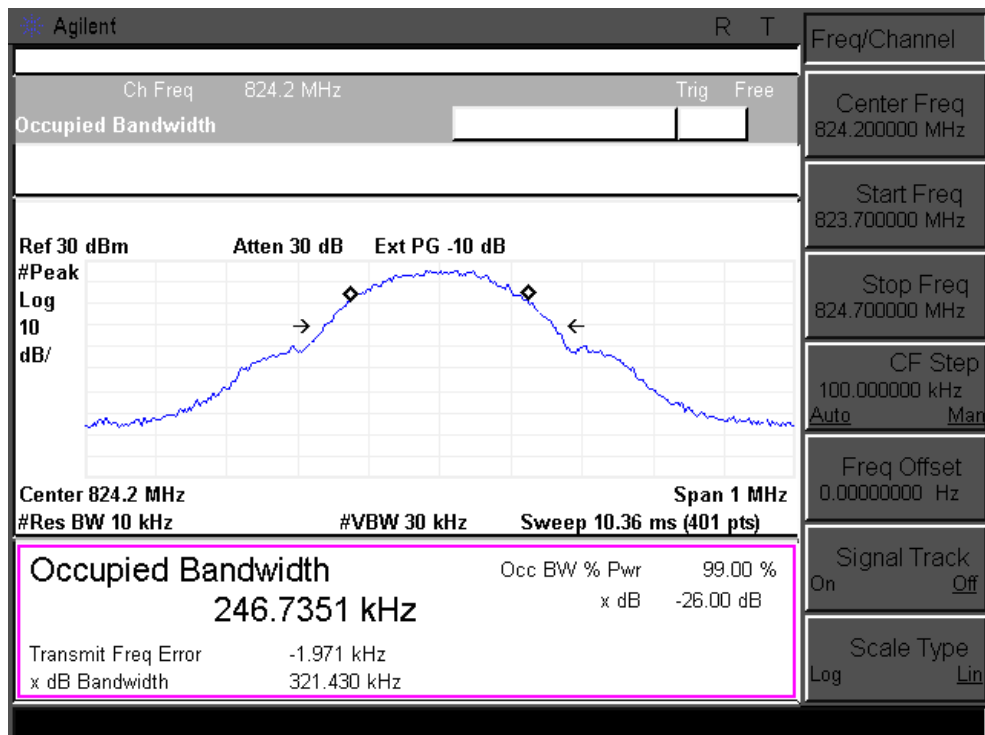 Agilent R T
Freq/Channel
Ch Freq 824.2 MHz Trig Free
Occupied Bandwidth
Center Freq
824.200000 MHz
Start Freq
823.700000 MHz
Stop Freq
824.700000 MHz
CF Step
100.000000 kHz
Auto Man
Freq Offset
0.00000000 Hz
Signal Track
On Off
Scale Type
Log Lin
Ref 30 dBm Atten 30 dB Ext PG -10 dB
#Peak
Log
10
dB/
Center 824.2 MHz Span 1 MHz
#Res BW 10 kHz #VBW 30 kHz Sweep 10.36 ms (401 pts)
Occupied Bandwidth
246.7351 kHz
Occ BW % Pwr 99.00 %
x dB -26.00 dB
Transmit Freq Error -1.971 kHz
x dB Bandwidth 321.430 kHz